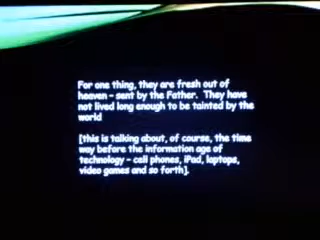 For one thing, they are fresh out of
heaven – sent by the Father. They have
not lived long enough to be tainted by the
world
[this is talking about, of course, the time
way before the information age of
technology – cell phones, iPad, laptops,
video games and so forth].